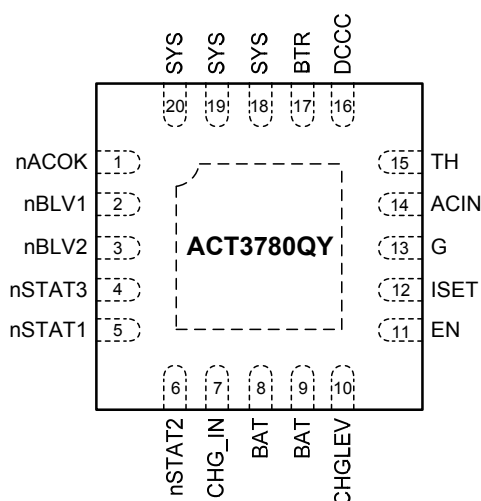 SYS SYS SYS BTR DCCC
20 19 18 17 16
nACOK 1 15 TH
nBLV1 2 14 ACIN
nBLV2 3 ACT3780QY 13 G
nSTAT3 4 12 ISET
nSTAT1 5 11 EN
6 7 8 9 10
nSTAT2 CHG_IN BAT BAT CHGLEV